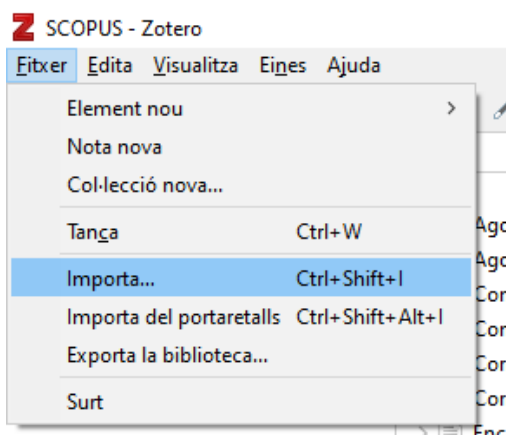 Z SCOPUS - Zotero
Fitxer Edita Visualitza Eines Ajuda
Element nou
Nota nova
Col·lecció nova...
Tanca Ctrl+W
Importa... Ctrl+Shift+I
Importa del portaretalls Ctrl+Shift+Alt+I
Exporta la biblioteca...
Surt